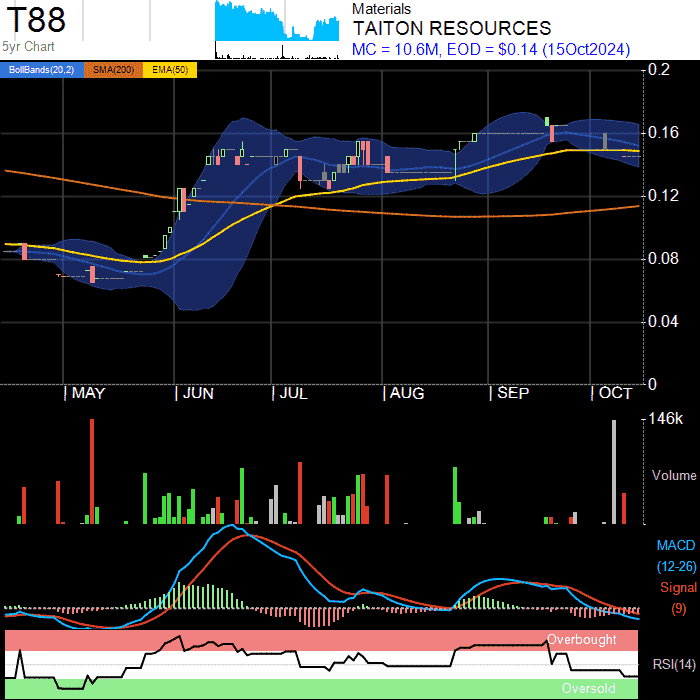 T88
5yr Chart
Materials
TAITON RESOURCES
MC = 10.6M, EOD = $0.14 (15Oct2024)
BollBands(20,2) SMA(200) EMA(50)
0.2
0.16
0.12
0.08
0.04
0
MAY JUN JUL AUG SEP OCT
146k
Volume
MACD
(12-26)
Signal
(9)
Overbought
RSI(14)
Oversold